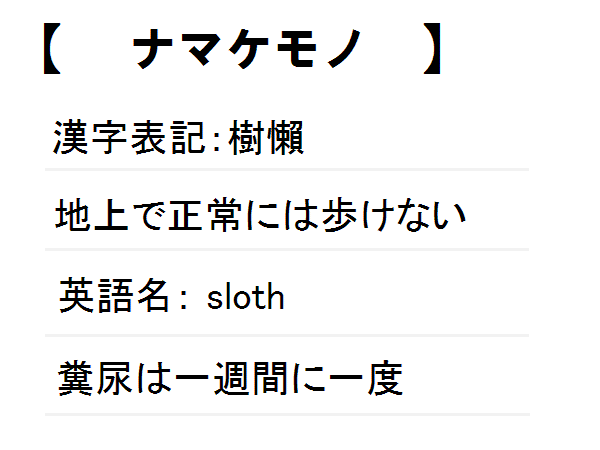 【 ナマケモノ 】
漢字表記：樹懶
地上で正常には歩けない
英語名： sloth
糞尿は一週間に一度